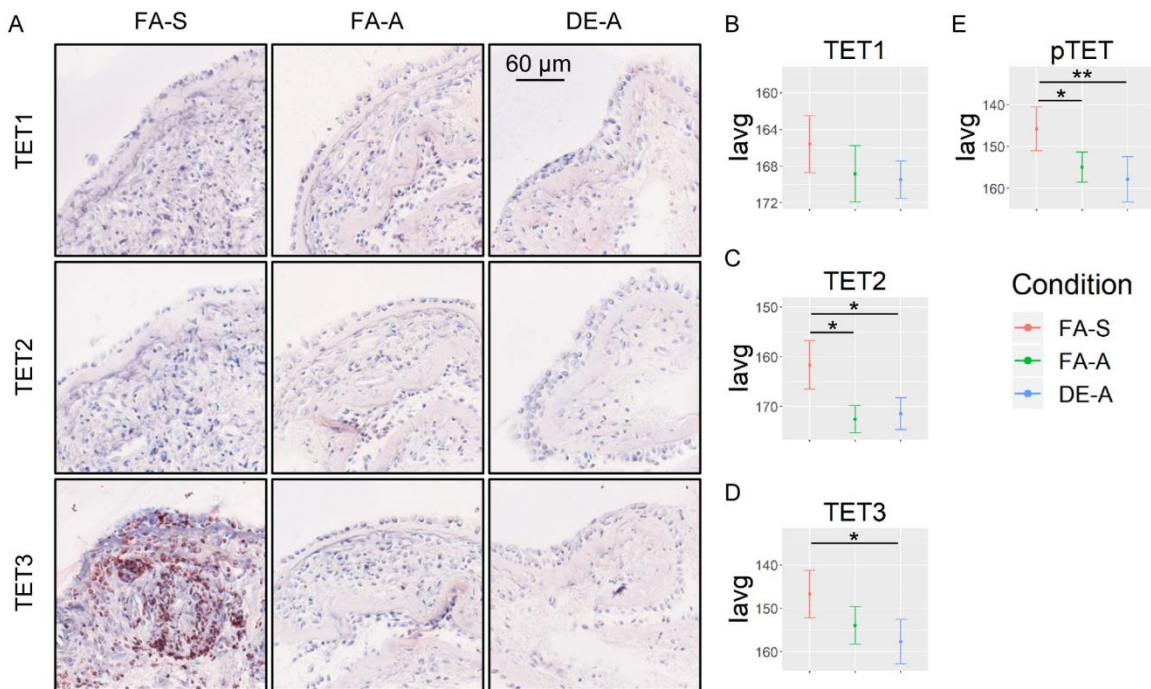 A
FA-S
FA-A
DE-A
TET1
60 µm
TET2
TET3
B
TET1
Iavg
160
164
168
172
C
TET2
Iavg
150
160
170
*
*
D
TET3
Iavg
140
150
160
*
E
pTET
Iavg
140
150
160
**
*
Condition
FA-S
FA-A
DE-A